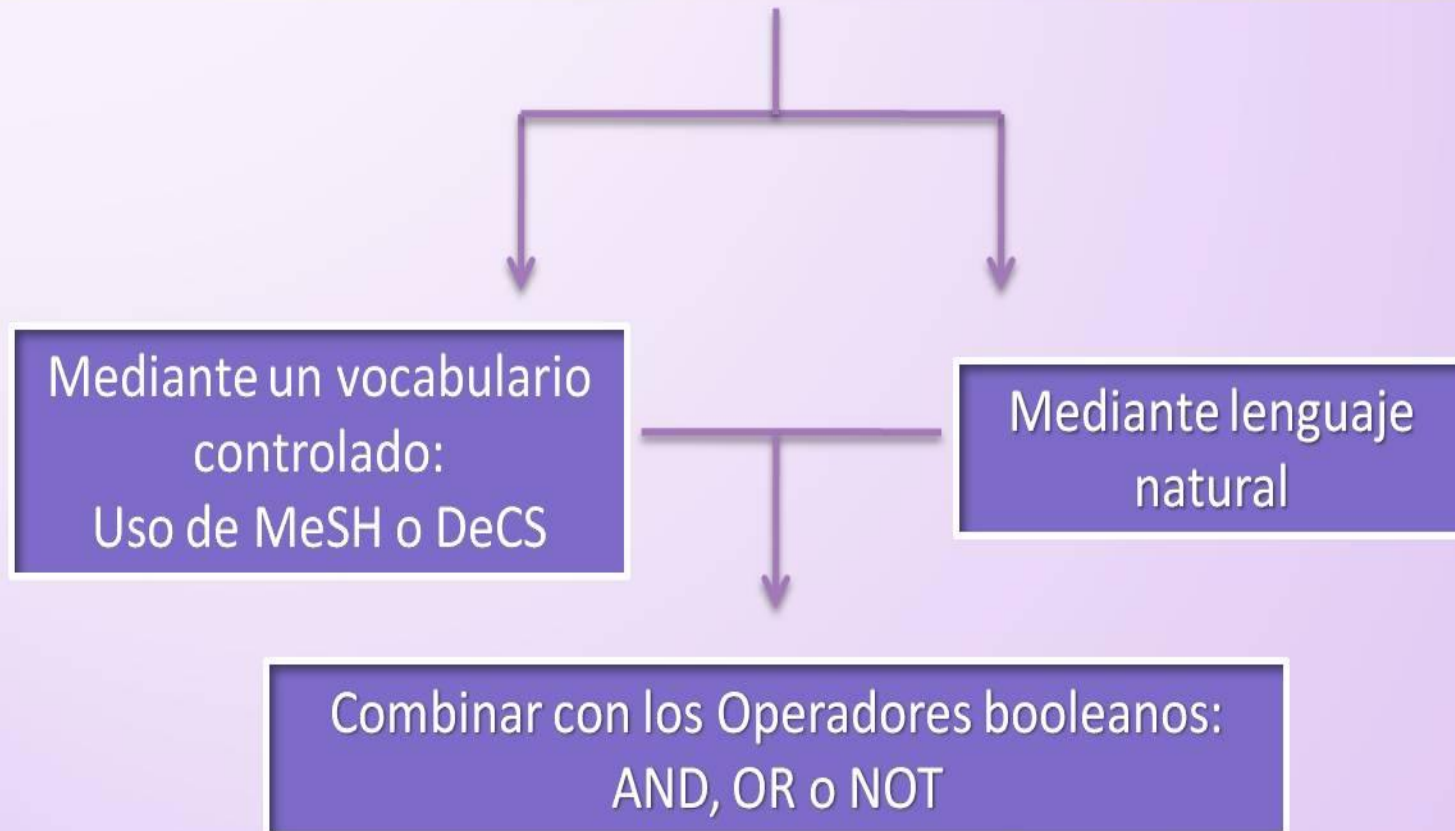 Mediante un vocabulario
controlado:
Uso de MeSH o DeCS
Mediante lenguaje
natural
Combinar con los Operadores booleanos:
AND, OR o NOT